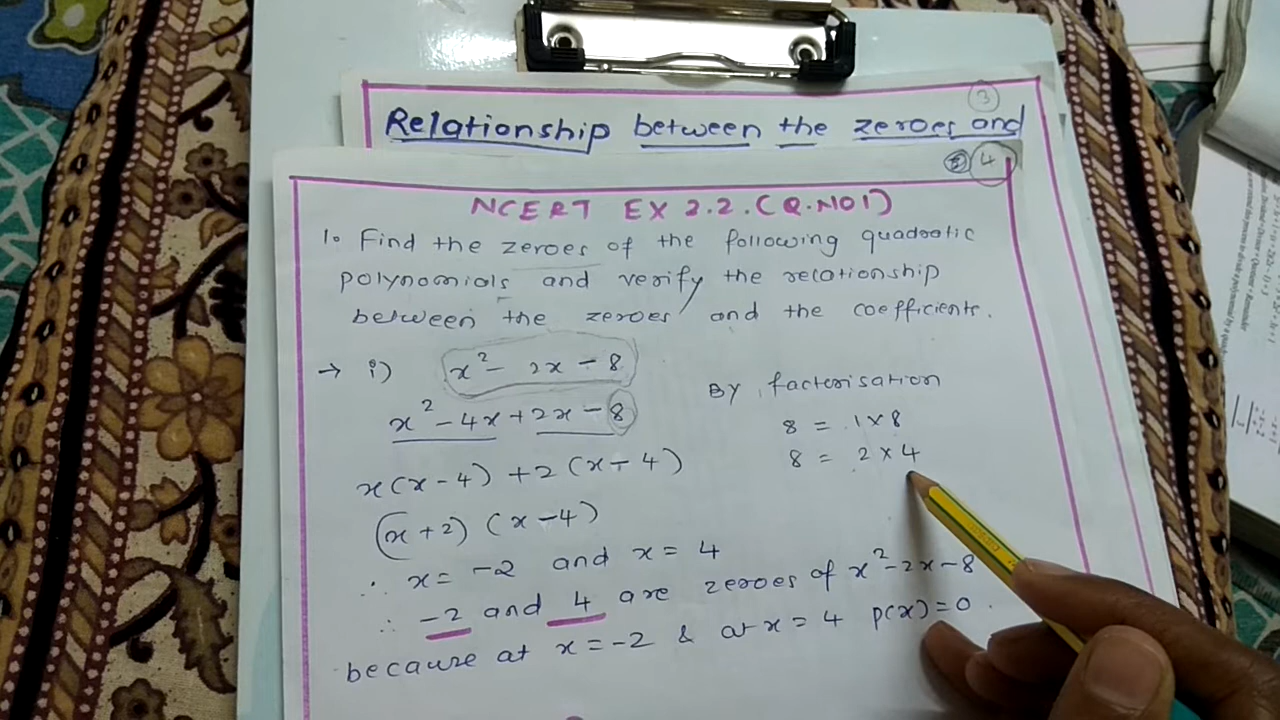 3
Relationship between the zeroes and
4
NCERT EX 2.2. (Q.NO1)
1. Find the zeroes of the following quadratic
polynomials and verify the relationship
between the zeroes and the coefficients.
→ i) x² - 2x - 8
x² - 4x + 2x - 8
x(x - 4) + 2(x - 4)
(x + 2) (x - 4)
∴ x = -2 and x = 4
∴ -2 and 4 are zeroes of x² - 2x - 8
because at x = -2 & at x = 4 p(x) = 0.
By factorisation
8 = 1 × 8
8 = 2 × 4